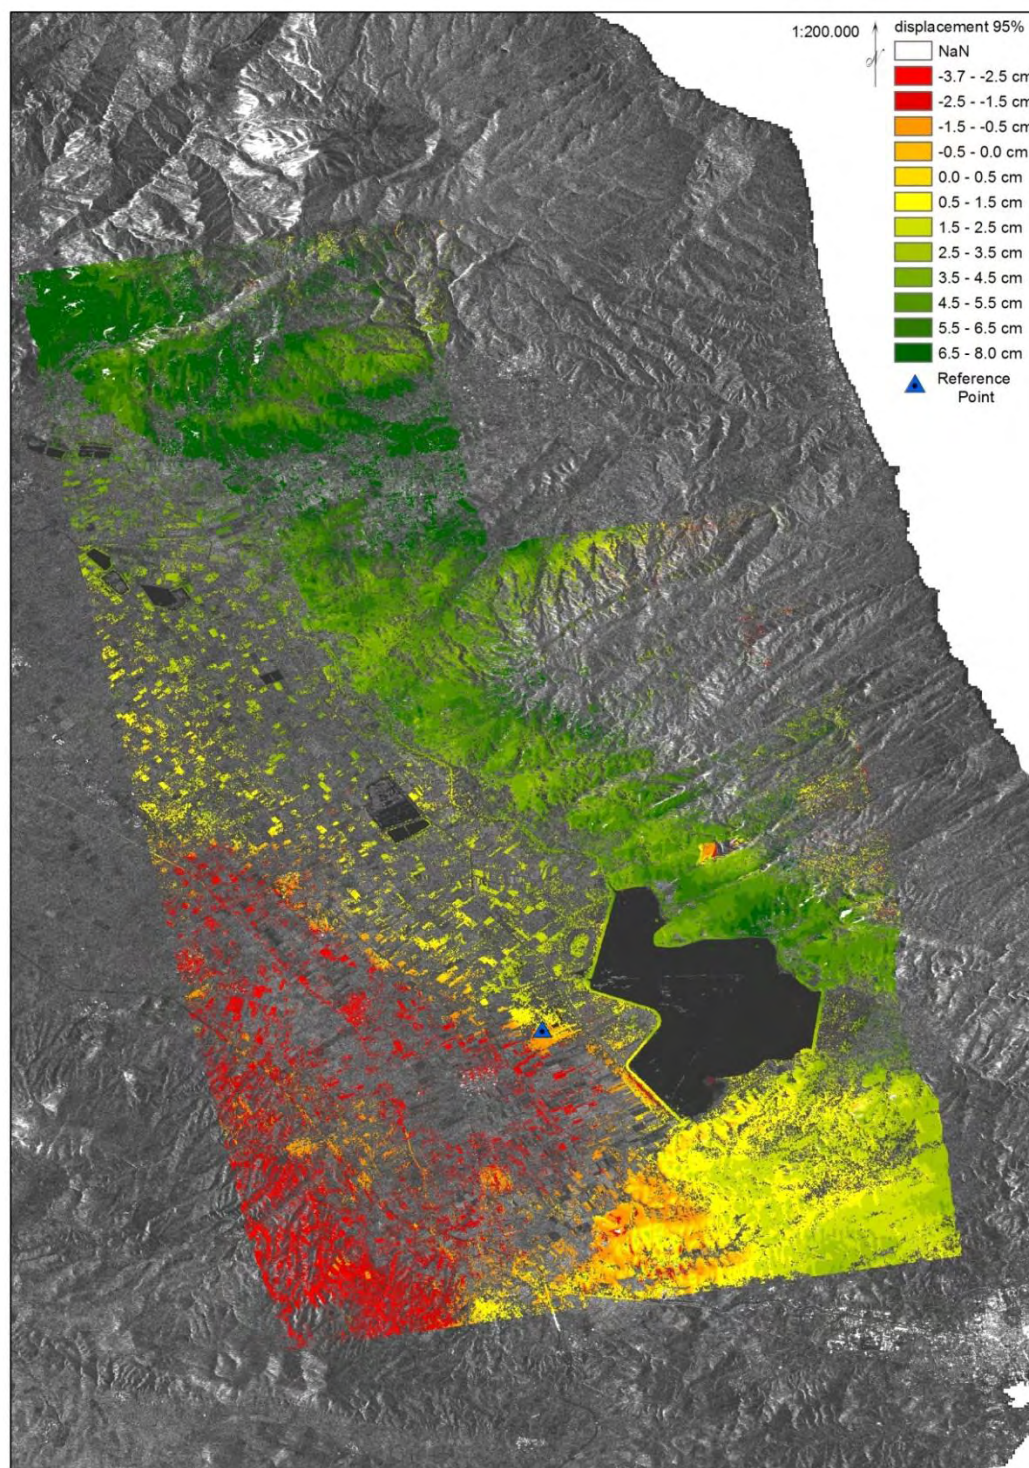 1:200.000
N
displacement 95%
NaN
-3.7 - -2.5 cm
-2.5 - -1.5 cm
-1.5 - -0.5 cm
-0.5 - 0.0 cm
0.0 - 0.5 cm
0.5 - 1.5 cm
1.5 - 2.5 cm
2.5 - 3.5 cm
3.5 - 4.5 cm
4.5 - 5.5 cm
5.5 - 6.5 cm
6.5 - 8.0 cm
Reference
Point